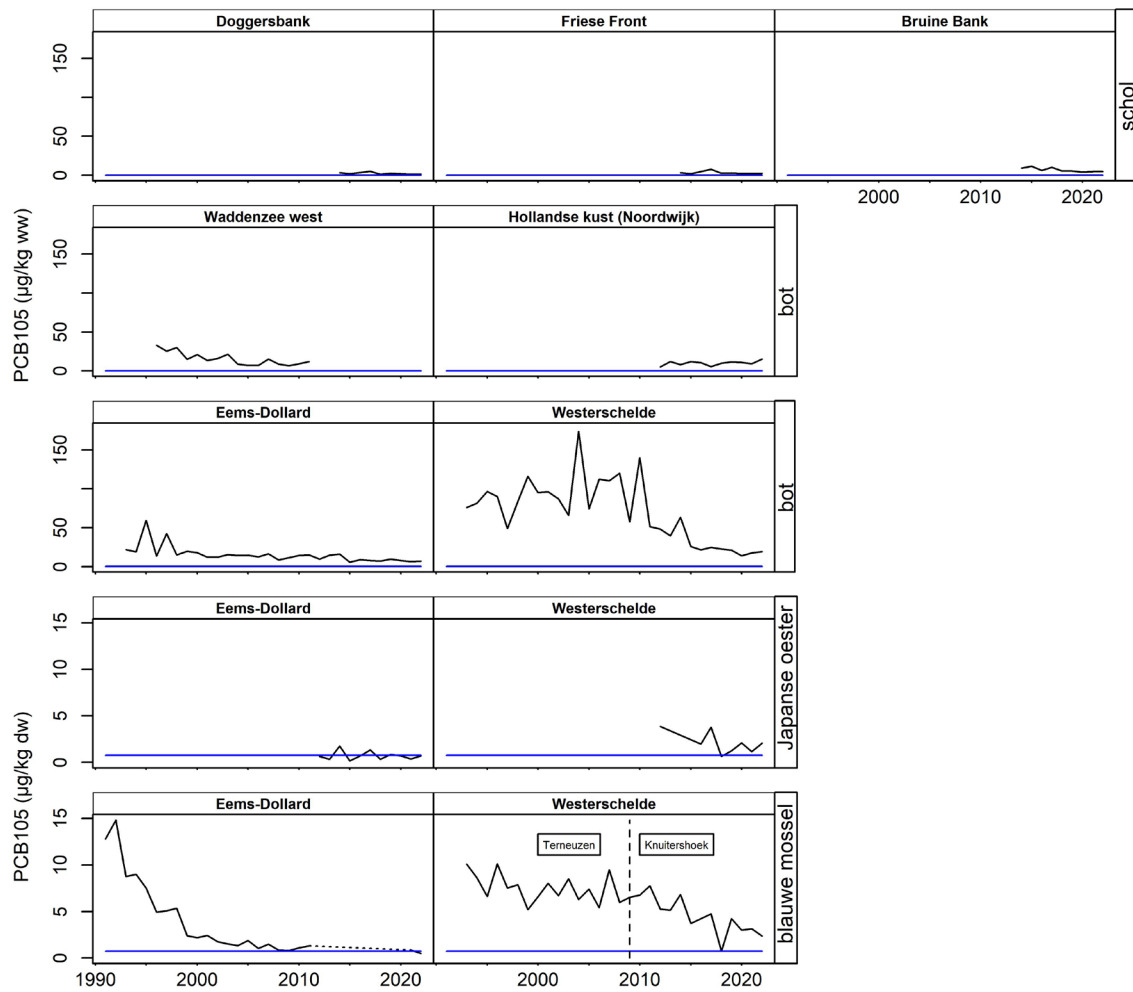 Doggersbank Friese Front Bruine Bank
150
50
0
schol
2000 2010 2020
Waddenzee west Hollandse kust (Noordwijk)
150
50
0
bot
PCB105 (µg/kg ww)
Eems-Dollard Westerschelde
150
50
0
bot
Eems-Dollard Westerschelde
15
10
5
0
Japanse oester
PCB105 (µg/kg dw)
Eems-Dollard Westerschelde
15
10
5
0
Terneuzen Knuitershoek
blauwe mossel
1990 2000 2010 2020 2000 2010 2020